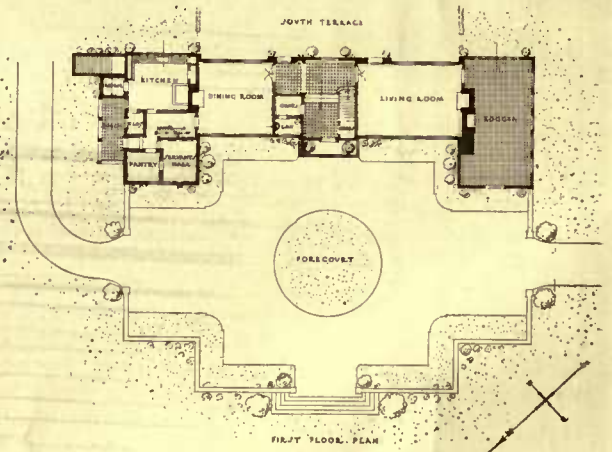 SOUTH TERRACE
KITCHEN
DINING ROOM
LIVING ROOM
LOGGIA
PANTRY
SERVANTS
HALL
FORECOURT
FIRST FLOOR PLAN